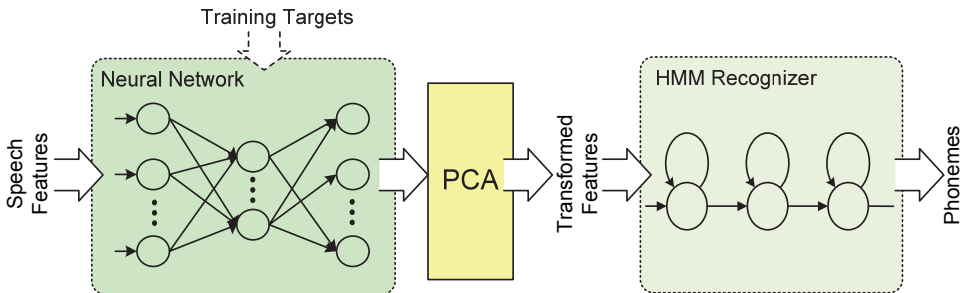 Training Targets
Neural Network
HMM Recognizer
Speech
Features
PCA
Transformed
Features
Phonemes